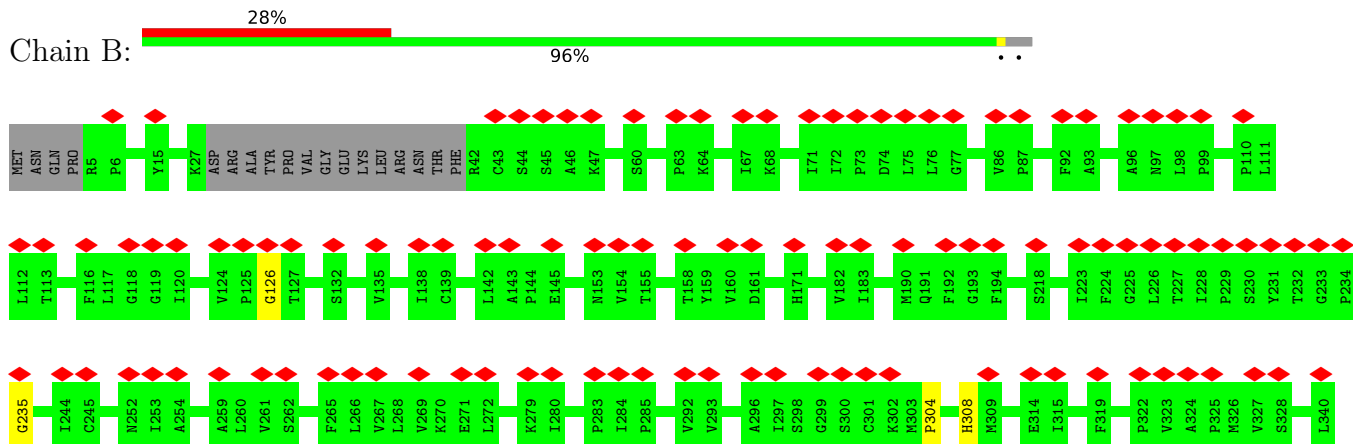 28%
Chain B:
96%
. .
MET ASN GLN PRO R5 P6 Y15 K27 ASP ARG ALA TYR PRO VAL GLY GLU LYS LEU ARG ASN THR PHE R42 C43 S44 S45 A46 K47 S60 P63 K64 I67 K68 I71 I72 P73 D74 L75 L76 G77 V86 P87 F92 A93 A96 N97 L98 P99 P110 L111
L112 T113 F116 L117 G118 G119 I120 V124 P125 G126 T127 S132 V135 I138 C139 L142 A143 P144 E145 N153 V154 T155 T158 Y159 V160 D161 H171 V182 I183 M190 Q191 F192 G193 F194 S218 I223 F224 G225 L226 T227 I228 P229 S230 Y231 T232 G233 P234
G235 I244 C245 N252 I253 A254 A259 L260 V261 S262 F265 L266 V267 L268 V269 K270 E271 L272 K279 I280 P283 I284 P285 V292 V293 A296 I297 S298 G299 S300 C301 K302 M303 P304 H308 M309 E314 I315 F319 P322 V323 A324 P325 M326 V327 S328 L340